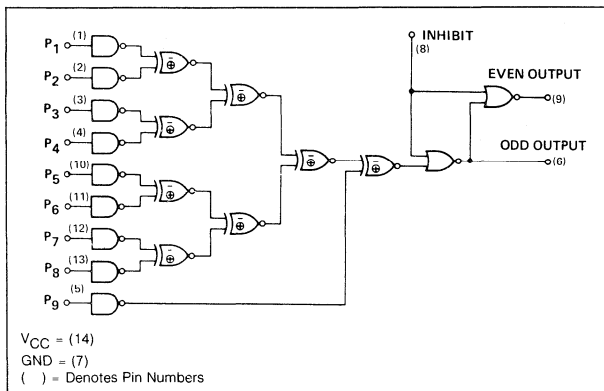 INHIBIT
(8)
P1 (1)
P2 (2)
EVEN OUTPUT
(9)
P3 (3)
P4 (4)
ODD OUTPUT
(6)
P5 (10)
P6 (11)
P7 (12)
P8 (13)
P9 (5)
VCC = (14)
GND = (7)
( ) = Denotes Pin Numbers